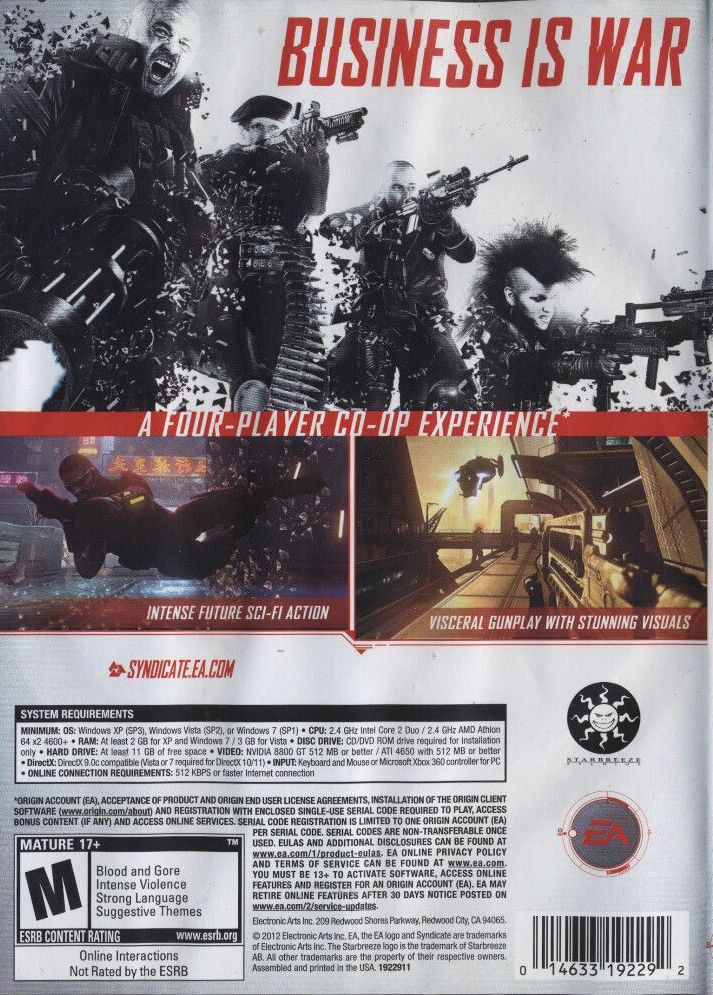 BUSINESS IS WAR
A FOUR-PLAYER CO-OP EXPERIENCE*
INTENSE FUTURE SCI-FI ACTION
VISCERAL GUNPLAY WITH STUNNING VISUALS
SYNDICATE.EA.COM
SYSTEM REQUIREMENTS
MINIMUM: OS: Windows XP (SP3), Windows Vista (SP2), or Windows 7 (SP1) • CPU: 2.4 GHz Intel Core 2 Duo / 2.4 GHz AMD Athlon
64 x2 4600+ • RAM: At least 2 GB for XP and Windows 7 / 3 GB for Vista • DISC DRIVE: CD/DVD ROM drive required for installation
only • HARD DRIVE: At least 11 GB of free space • VIDEO: NVIDIA 8800 GT 512 MB or better / ATI 4650 with 512 MB or better
• DirectX: DirectX 9.0c compatible (Vista or 7 required for DirectX 10/11) • INPUT: Keyboard and Mouse or Microsoft Xbox 360 controller for PC
• ONLINE CONNECTION REQUIREMENTS: 512 KBPS or faster Internet connection
STARBREEZE
STUDIOS
*ORIGIN ACCOUNT (EA), ACCEPTANCE OF PRODUCT AND ORIGIN END USER LICENSE AGREEMENTS, INSTALLATION OF THE ORIGIN CLIENT
SOFTWARE (www.origin.com/about) AND REGISTRATION WITH ENCLOSED SINGLE-USE SERIAL CODE REQUIRED TO PLAY, ACCESS
BONUS CONTENT (IF ANY) AND ACCESS ONLINE SERVICES. SERIAL CODE REGISTRATION IS LIMITED TO ONE ORIGIN ACCOUNT (EA)
PER SERIAL CODE. SERIAL CODES ARE NON-TRANSFERABLE ONCE
USED. EULAS AND ADDITIONAL DISCLOSURES CAN BE FOUND AT
www.ea.com/1/product-eulas. EA ONLINE PRIVACY POLICY
AND TERMS OF SERVICE CAN BE FOUND AT www.ea.com.
YOU MUST BE 13+ TO ACTIVATE SOFTWARE, ACCESS ONLINE
FEATURES AND REGISTER FOR AN ORIGIN ACCOUNT (EA). EA MAY
RETIRE ONLINE FEATURES AFTER 30 DAYS NOTICE POSTED ON
www.ea.com/2/service-updates.
EA
MATURE 17+ ™
M
Blood and Gore
Intense Violence
Strong Language
Suggestive Themes
ESRB CONTENT RATING www.esrb.org
Online Interactions
Not Rated by the ESRB
Electronic Arts Inc. 209 Redwood Shores Parkway, Redwood City, CA 94065.
© 2012 Electronic Arts Inc. EA, the EA logo and Syndicate are trademarks
of Electronic Arts Inc. The Starbreeze logo is the trademark of Starbreeze
AB. All other trademarks are the property of their respective owners.
Assembled and printed in the USA. 1922911
0 14633 19229 2